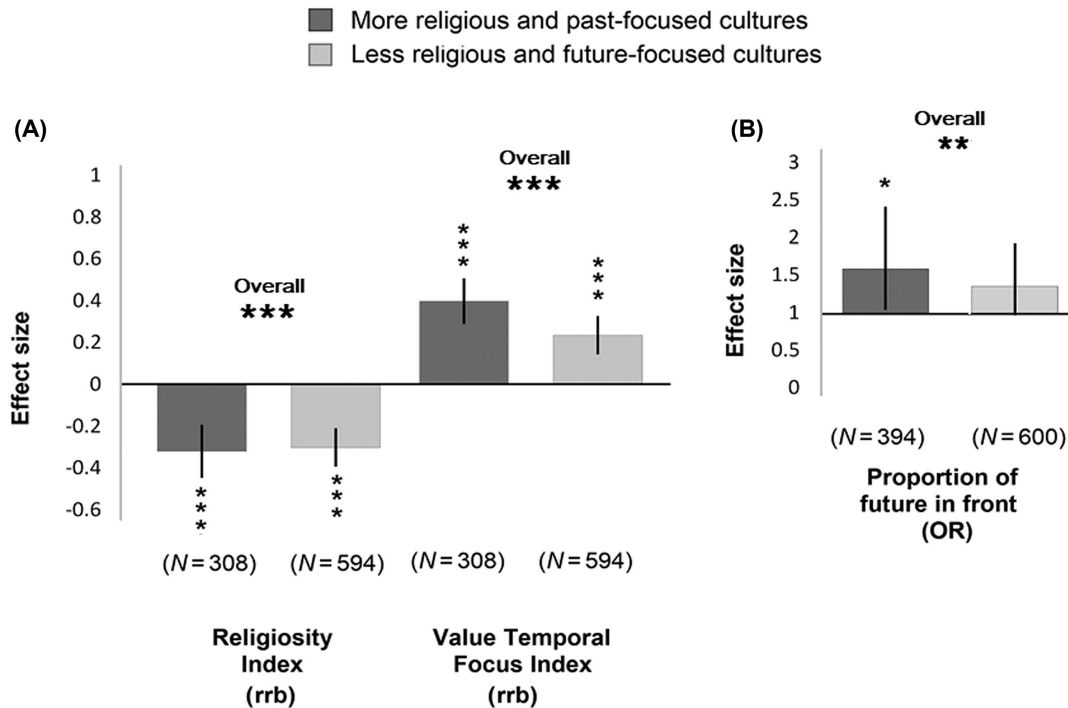 More religious and past-focused cultures
Less religious and future-focused cultures
(A)
Effect size
1
0.8
0.6
0.4
0.2
0
-0.2
-0.4
-0.6
Overall
***
Overall
***
***
***
***
***
(N=308)
(N=594)
(N=308)
(N=594)
Religiosity
Index
(rrb)
Value Temporal
Focus Index
(rrb)
(B)
Effect size
3
2.5
2
1.5
1
0.5
0
Overall
**
*
(N=394)
(N=600)
Proportion of
future in front
(OR)